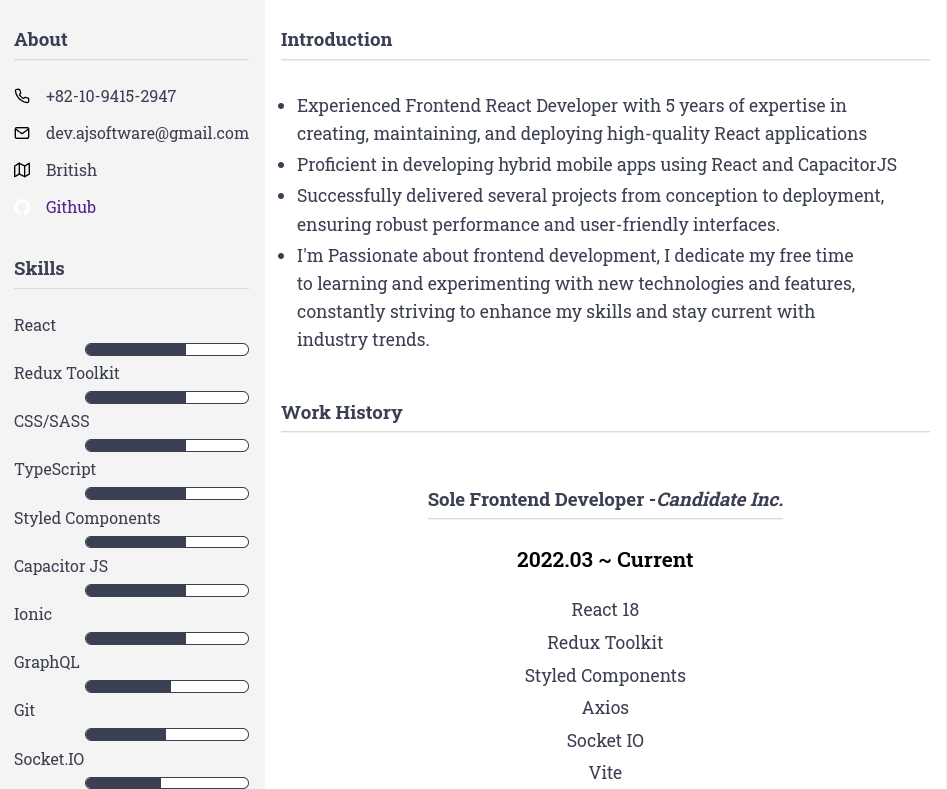 About
+82-10-9415-2947
dev.ajsoftware@gmail.com
British
Github
Skills
React
Redux Toolkit
CSS/SASS
TypeScript
Styled Components
Capacitor JS
Ionic
GraphQL
Git
Socket.IO
Introduction
Experienced Frontend React Developer with 5 years of expertise in
creating, maintaining, and deploying high-quality React applications
Proficient in developing hybrid mobile apps using React and CapacitorJS
Successfully delivered several projects from conception to deployment,
ensuring robust performance and user-friendly interfaces.
I'm Passionate about frontend development, I dedicate my free time
to learning and experimenting with new technologies and features,
constantly striving to enhance my skills and stay current with
industry trends.
Work History
Sole Frontend Developer -Candidate Inc.
2022.03 ~ Current
React 18
Redux Toolkit
Styled Components
Axios
Socket IO
Vite